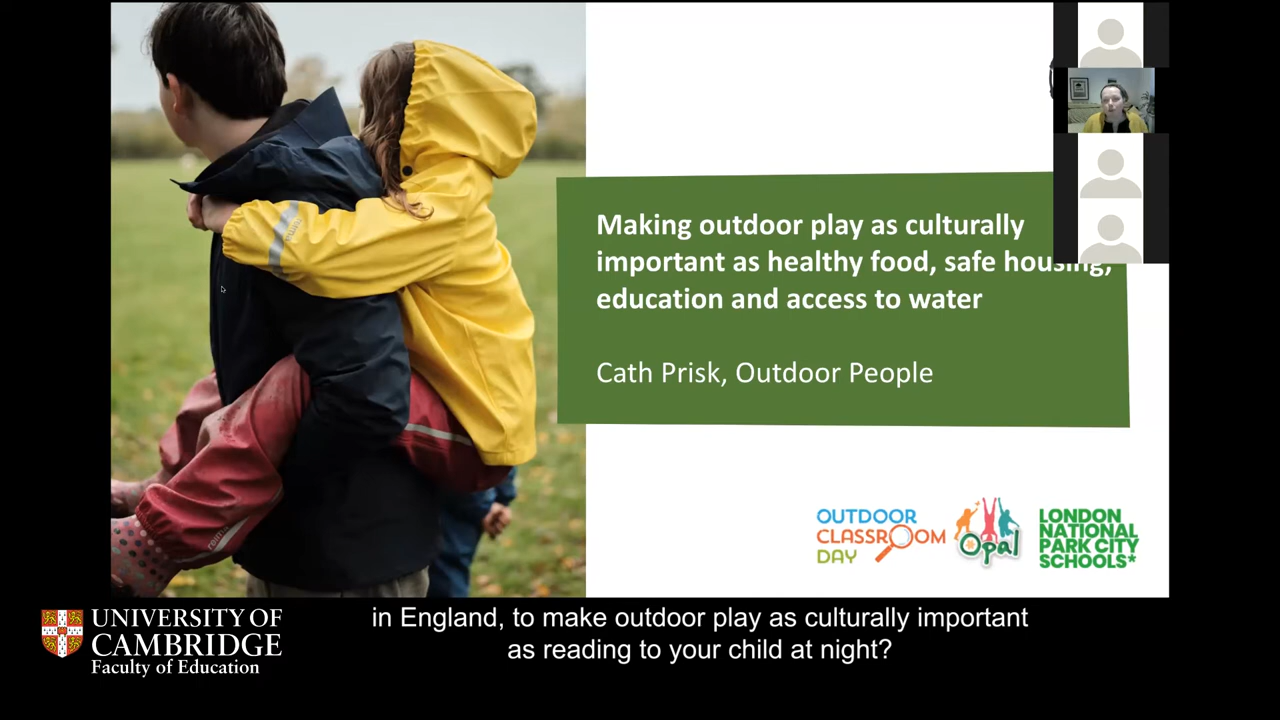 Making outdoor play as culturally
important as healthy food, safe housing,
education and access to water
Cath Prisk, Outdoor People
OUTDOOR
CLASSROOM
DAY
Opal
LONDON
NATIONAL
PARK CITY
SCHOOLS*
UNIVERSITY OF
CAMBRIDGE
Faculty of Education
in England, to make outdoor play as culturally important
as reading to your child at night?